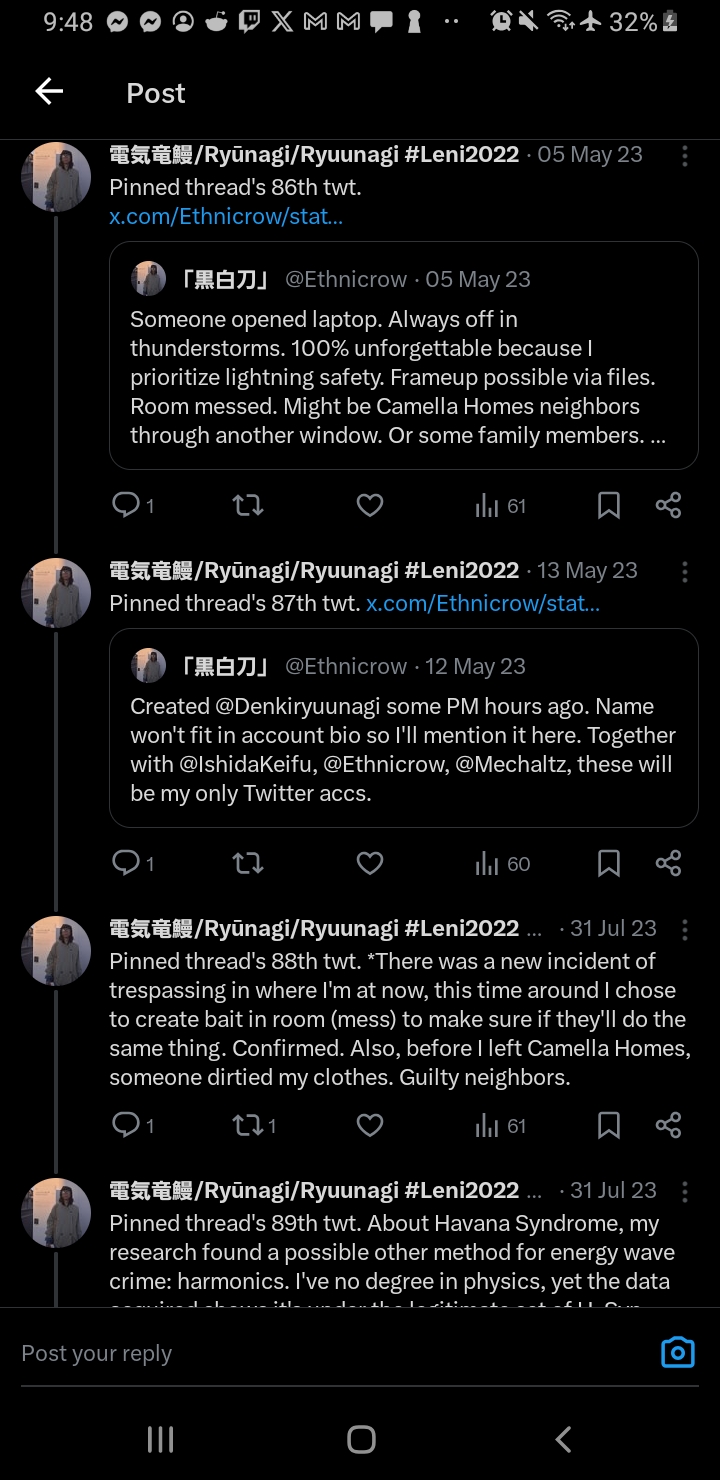 9:48
32%
Post
電気竜鰻/Ryūnagi/Ryuunagi #Leni2022 · 05 May 23
Pinned thread's 86th twt.
x.com/Ethnicrow/stat...
「黒白刀」 @Ethnicrow · 05 May 23
Someone opened laptop. Always off in
thunderstorms. 100% unforgettable because I
prioritize lightning safety. Frameup possible via files.
Room messed. Might be Camella Homes neighbors
through another window. Or some family members. ...
1 61
電気竜鰻/Ryūnagi/Ryuunagi #Leni2022 · 13 May 23
Pinned thread's 87th twt. x.com/Ethnicrow/stat...
「黒白刀」 @Ethnicrow · 12 May 23
Created @Denkiryuunagi some PM hours ago. Name
won't fit in account bio so I'll mention it here. Together
with @IshidaKeifu, @Ethnicrow, @Mechaltz, these will
be my only Twitter accs.
1 60
電気竜鰻/Ryūnagi/Ryuunagi #Leni2022 ... · 31 Jul 23
Pinned thread's 88th twt. *There was a new incident of
trespassing in where I'm at now, this time around I chose
to create bait in room (mess) to make sure if they'll do the
same thing. Confirmed. Also, before I left Camella Homes,
someone dirtied my clothes. Guilty neighbors.
1 1 61
電気竜鰻/Ryūnagi/Ryuunagi #Leni2022 ... · 31 Jul 23
Pinned thread's 89th twt. About Havana Syndrome, my
research found a possible other method for energy wave
crime: harmonics. I've no degree in physics, yet the data
Post your reply